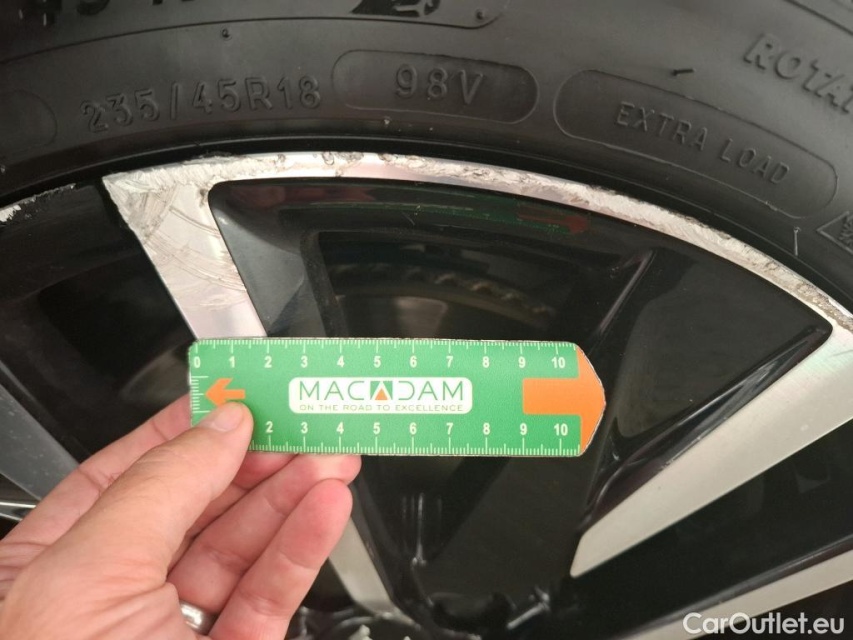 235/45R18 98V EXTRA LOAD
0 1 2 3 4 5 6 7 8 9 10
MACADAM
ON THE ROAD TO EXCELLENCE
2 3 4 5 6 7 8 9 10
CarOutlet.eu